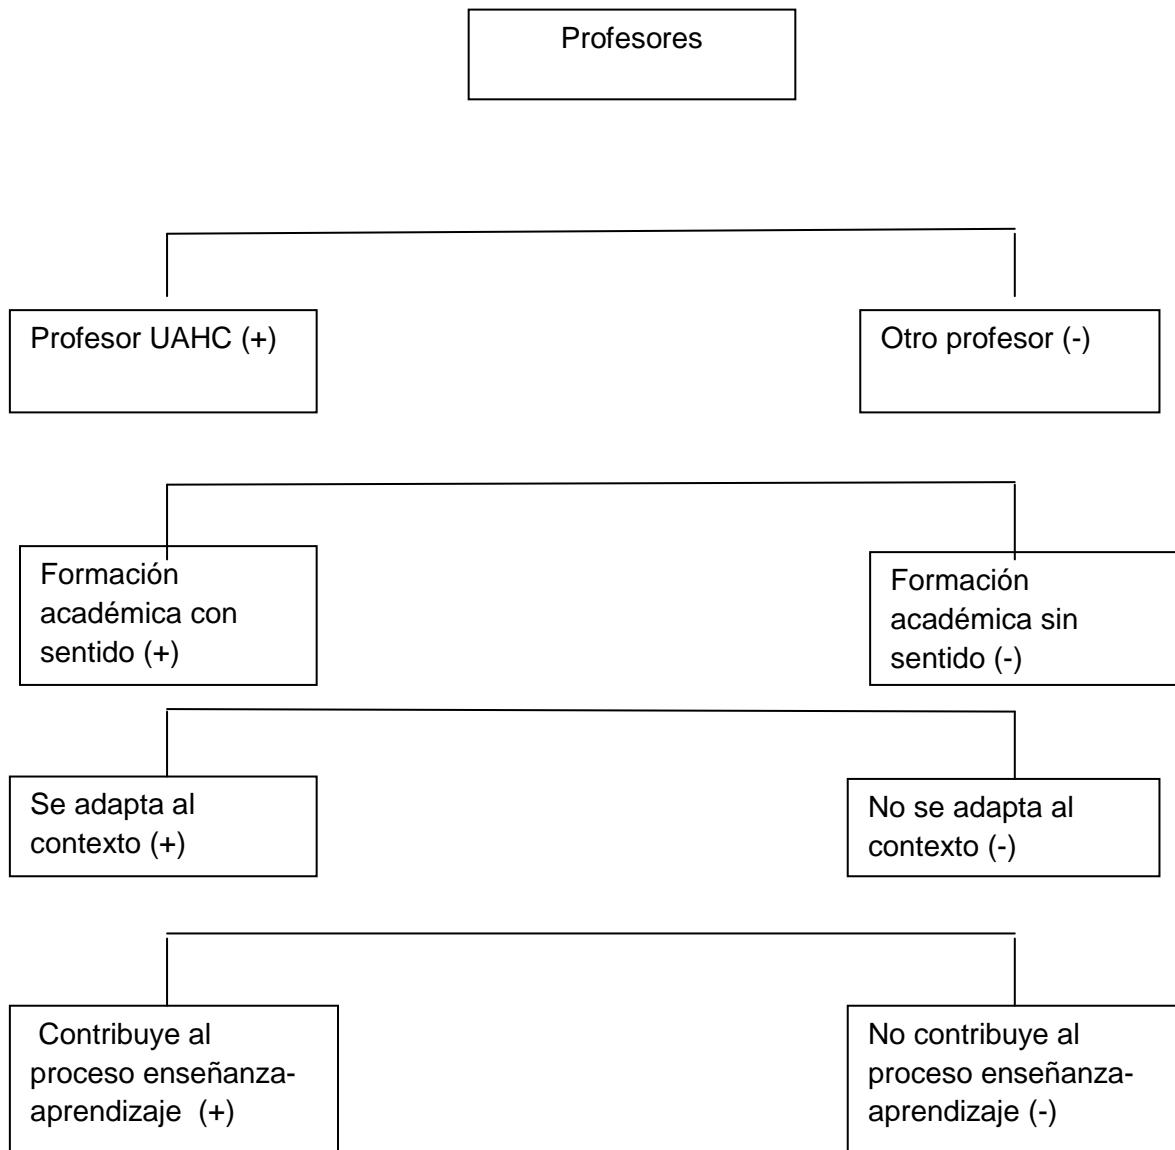 Profesores
Profesor UAHC (+)
Otro profesor (-)
Formación
académica con
sentido (+)
Formación
académica sin
sentido (-)
Se adapta al
contexto (+)
No se adapta al
contexto (-)
Contribuye al
proceso enseñanza-
aprendizaje (+)
No contribuye al
proceso enseñanza-
aprendizaje (-)